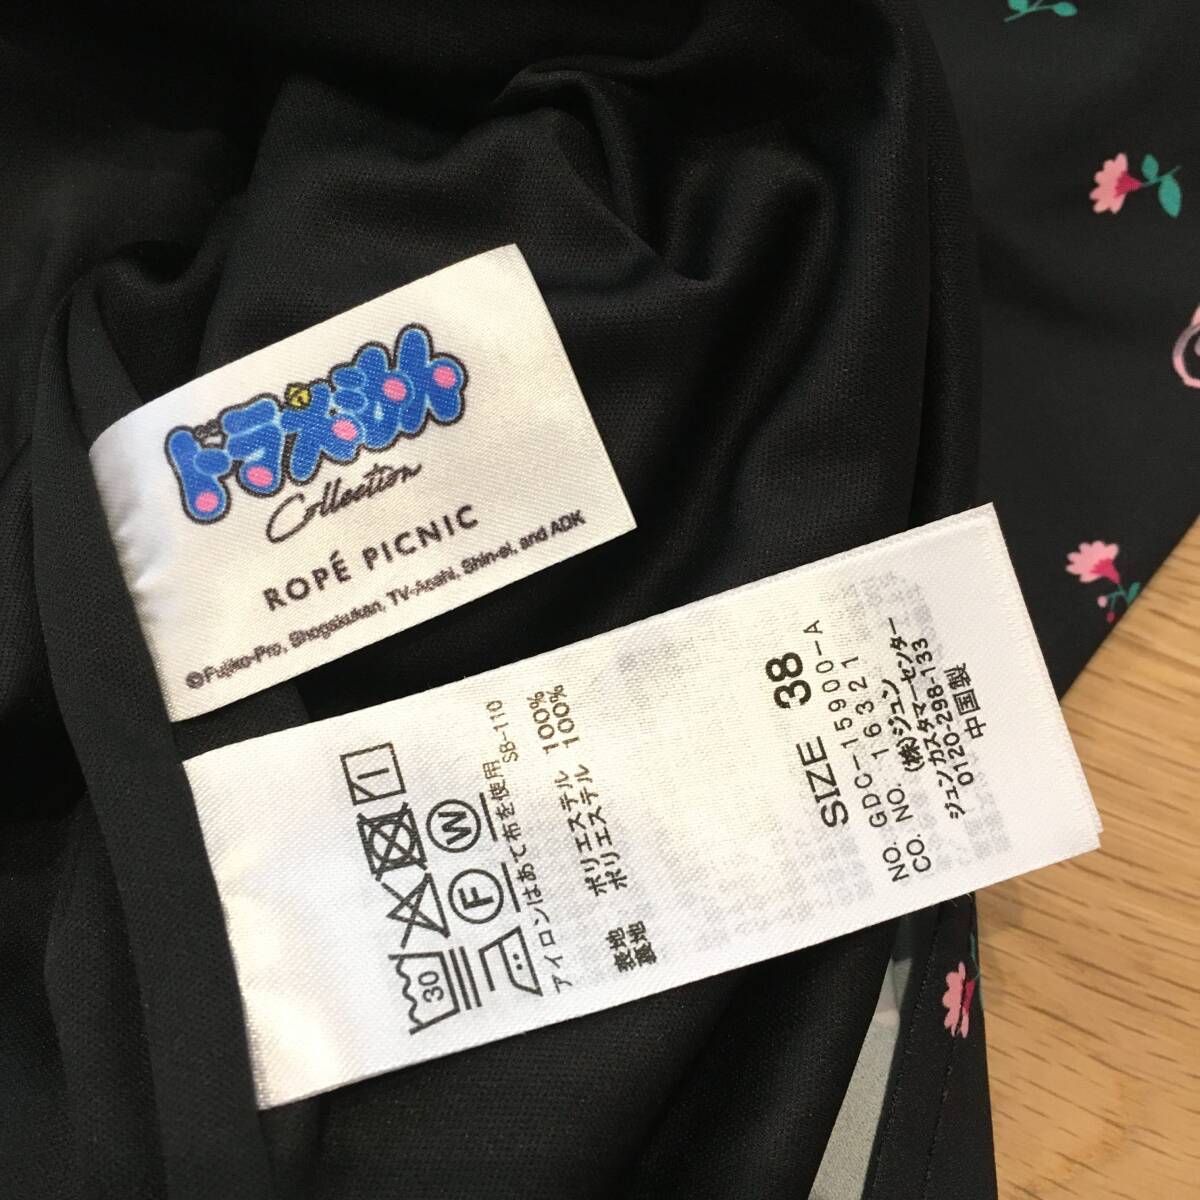 ドラえもん
Collection
ROPÉ PICNIC
©Fujiko-Pro, Shogakukan, TV-Asahi, Shin-ei, and ADK
30
F
W
アイロンはあて布を使用
SB-110
表地 ポリエステル 100%
裏地 ポリエステル 100%
SIZE 38
NO. GDC-15900-A
CO. NO. 16321
(株)ジュン
ジュンカスタマーセンター
0120-298-133
中国製